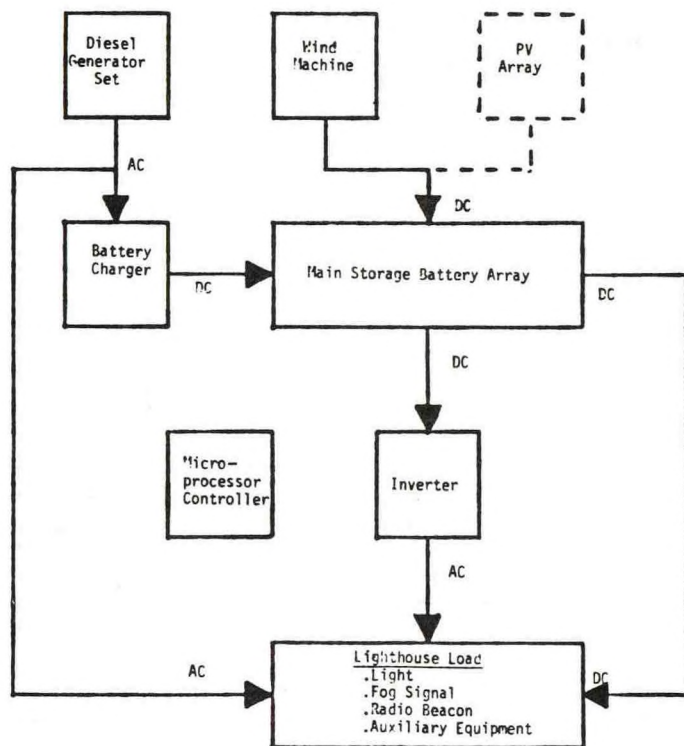 Diesel
Generator
Set
Wind
Machine
PV
Array
AC
DC
Battery
Charger
DC
Main Storage Battery Array
DC
DC
Micro-
processor
Controller
Inverter
AC
Lighthouse Load
.Light
.Fog Signal
.Radio Beacon
.Auxiliary Equipment
AC
DC